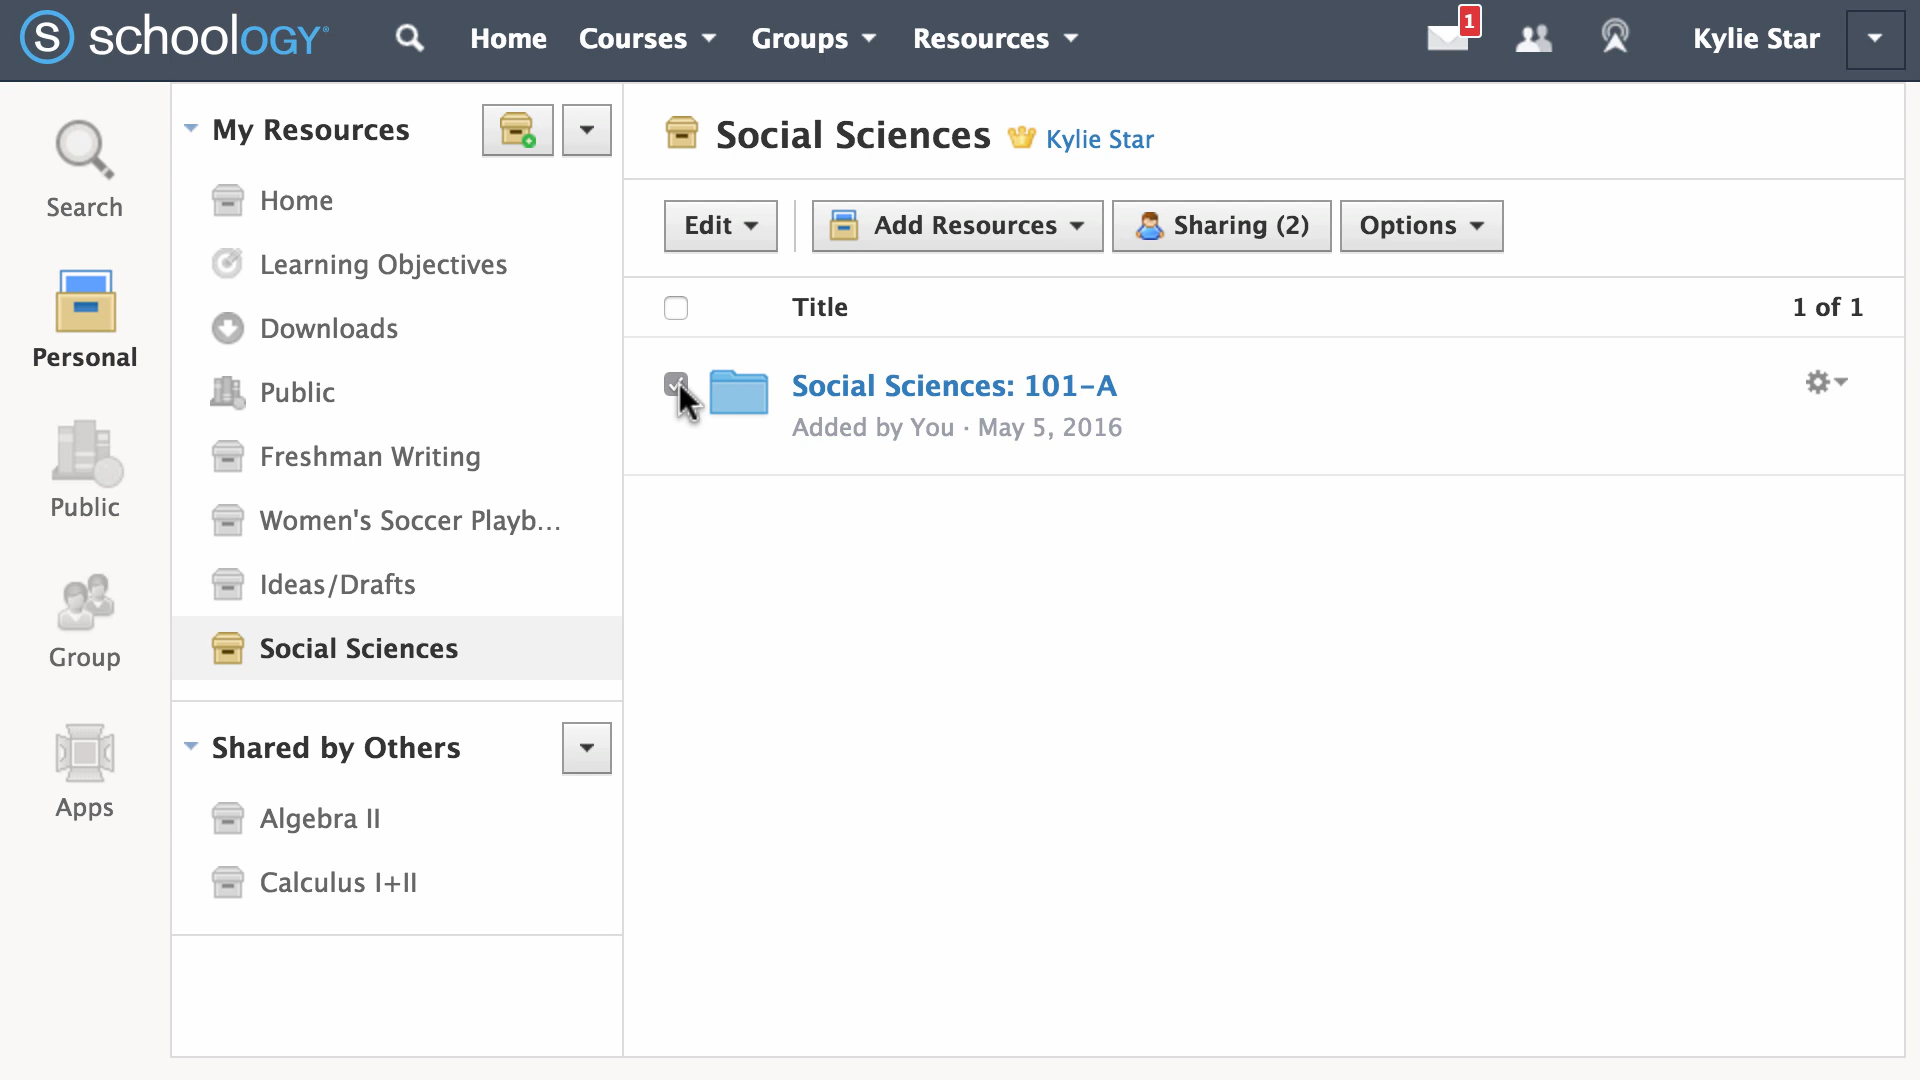 schoology
Home
Courses
Groups
Resources
1
Kylie Star
Search
Personal
Public
Group
Apps
My Resources
Home
Learning Objectives
Downloads
Public
Freshman Writing
Women's Soccer Playb...
Ideas/Drafts
Social Sciences
Shared by Others
Algebra II
Calculus I+II
Social Sciences Kylie Star
Edit
Add Resources
Sharing (2)
Options
Title
1 of 1
Social Sciences: 101-A
Added by You · May 5, 2016